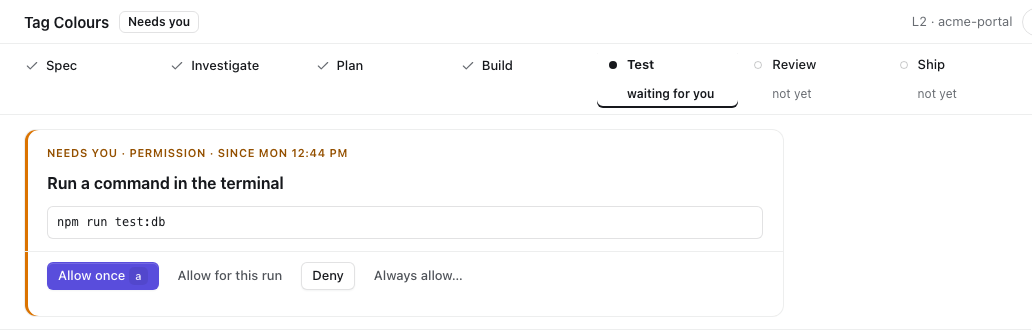 Tag Colours Needs you L2 · acme-portal
Spec Investigate Plan Build Test Review Ship
waiting for you not yet not yet
NEEDS YOU · PERMISSION · SINCE MON 12:44 PM
Run a command in the terminal
npm run test:db
Allow once a Allow for this run Deny Always allow...